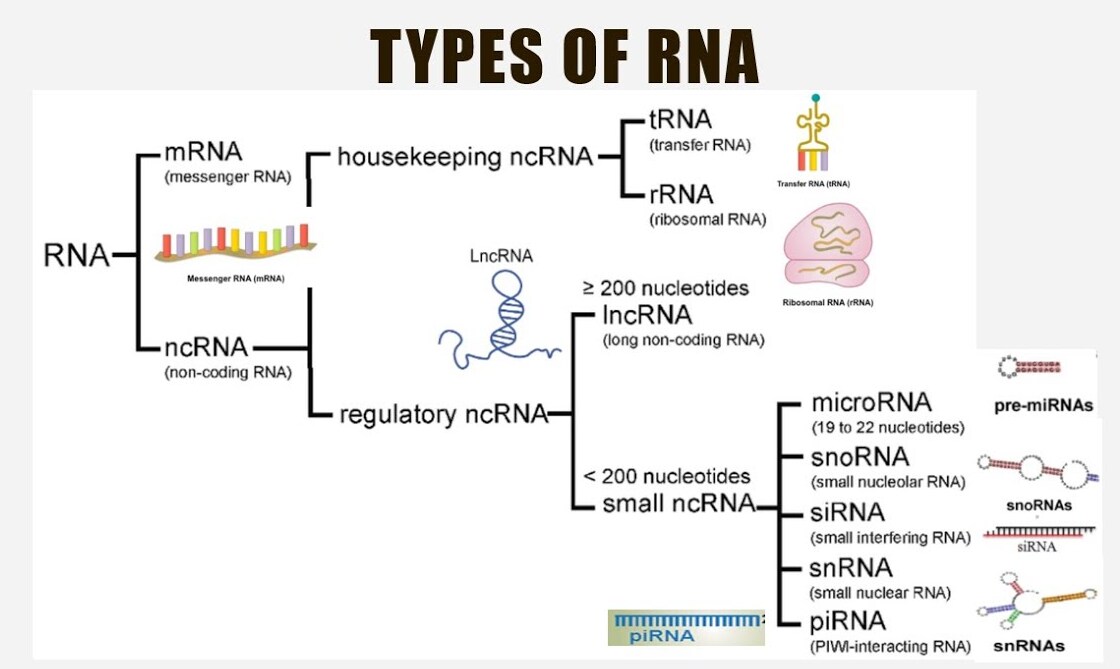 TYPES OF RNA
RNA
mRNA
(messenger RNA)
Messenger RNA (mRNA)
ncRNA
(non-coding RNA)
housekeeping ncRNA
tRNA
(transfer RNA)
Transfer RNA (tRNA)
rRNA
(ribosomal RNA)
Ribosomal RNA (rRNA)
regulatory ncRNA
LncRNA
≥ 200 nucleotides
lncRNA
(long non-coding RNA)
< 200 nucleotides
small ncRNA
microRNA
(19 to 22 nucleotides)
pre-miRNAs
snoRNA
(small nucleolar RNA)
snoRNAs
siRNA
(small interfering RNA)
siRNA
snRNA
(small nuclear RNA)
snRNAs
piRNA
(PIWI-interacting RNA)
piRNA